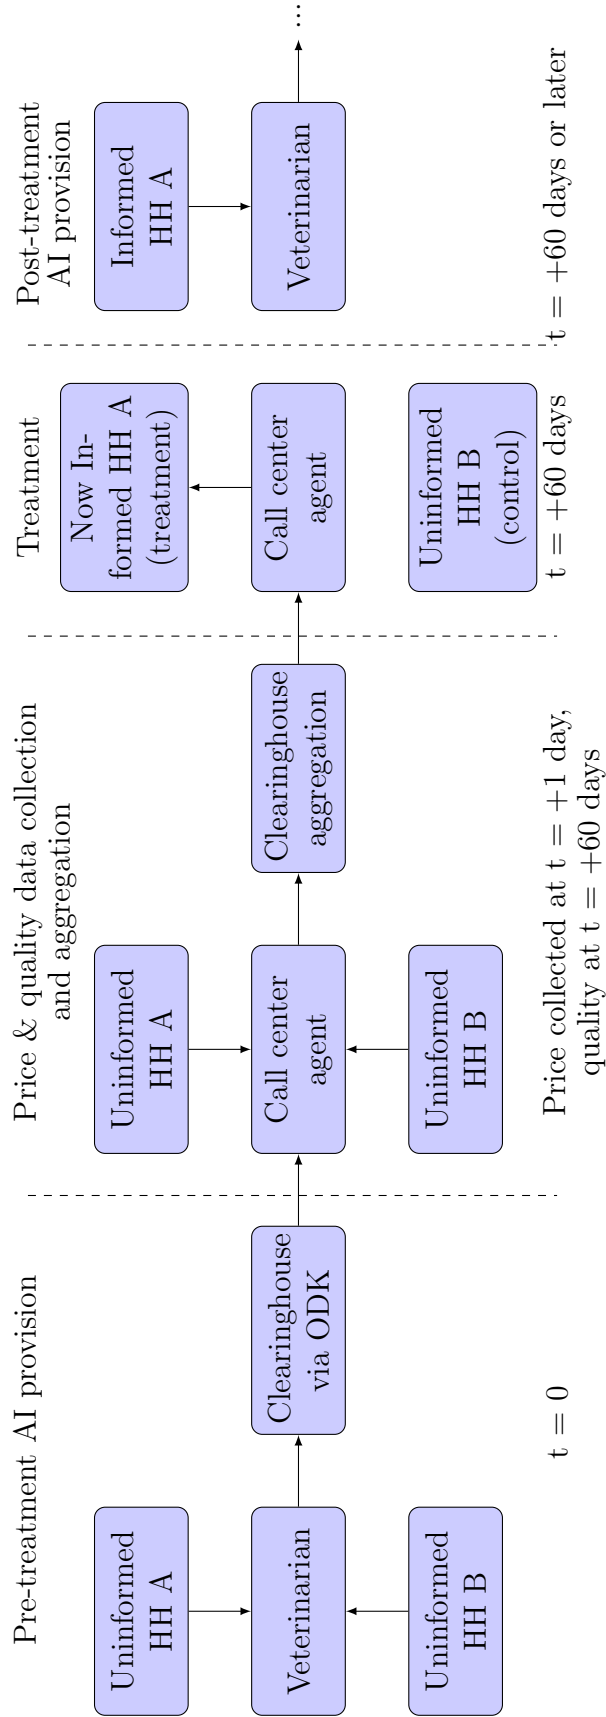 Pre-treatment AI provision
Uninformed
HH A
Veterinarian
Uninformed
HH B
Clearinghouse
via ODK
t = 0
Price & quality data collection
and aggregation
Uninformed
HH A
Call center
agent
Uninformed
HH B
Clearinghouse
aggregation
Price collected at t = +1 day,
quality at t = +60 days
Treatment
Now In-
formed HH A
(treatment)
Call center
agent
Uninformed
HH B
(control)
t = +60 days
Post-treatment
AI provision
Informed
HH A
Veterinarian
...
t = +60 days or later